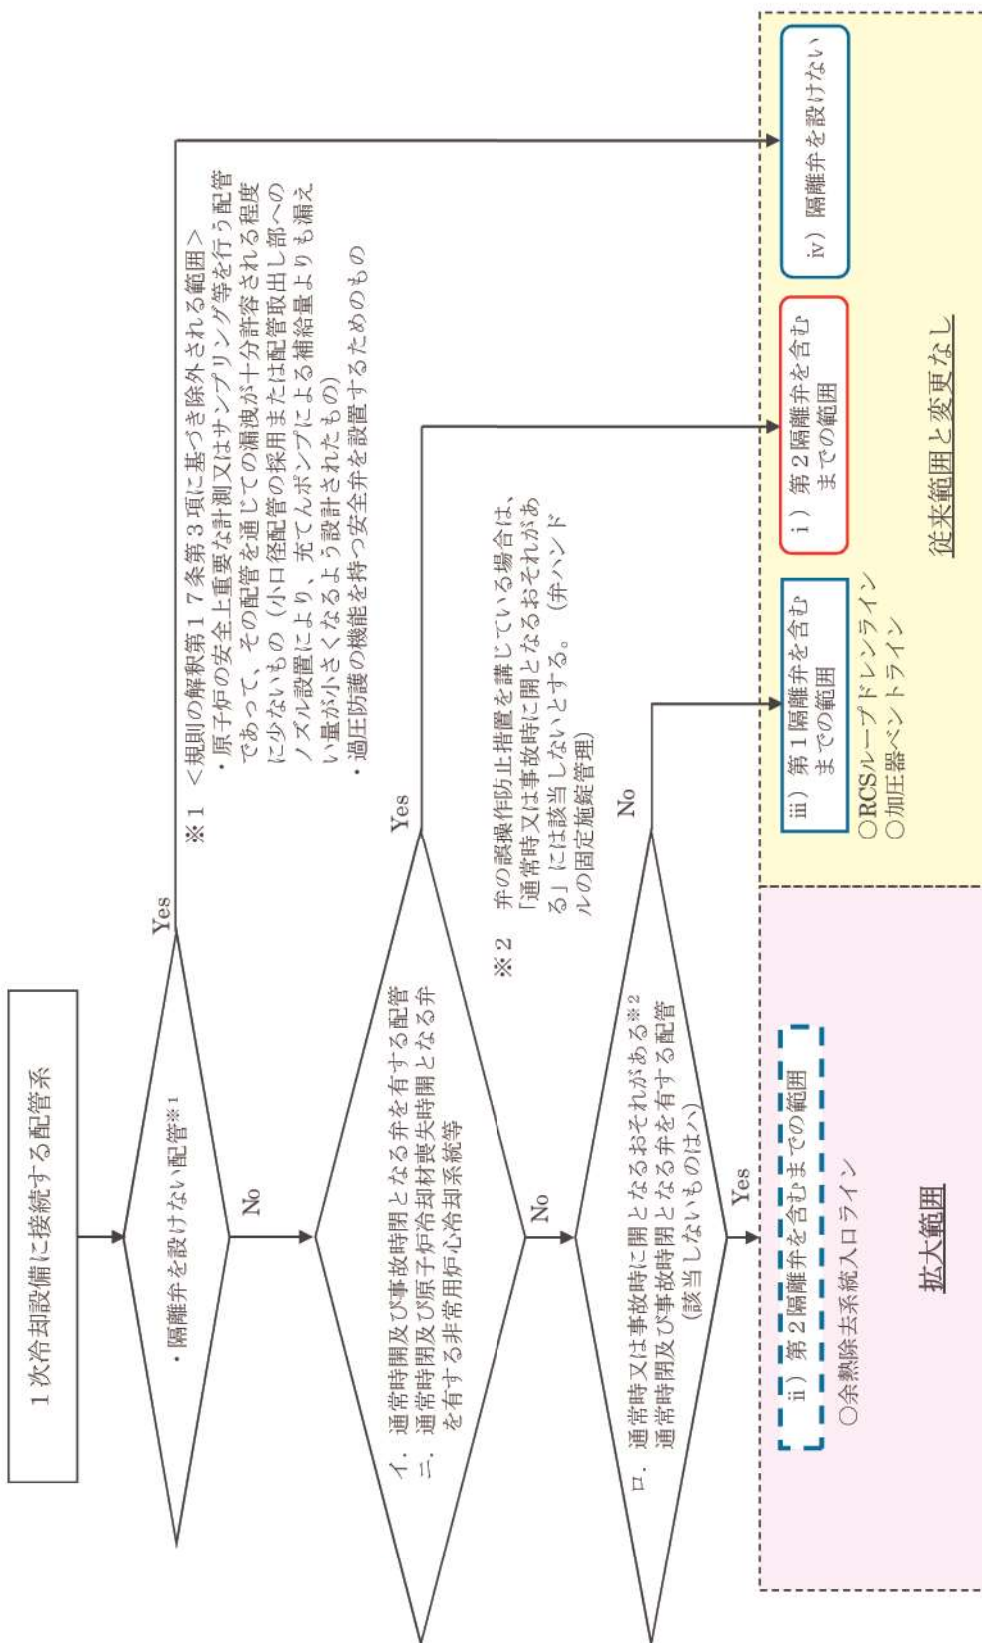 1次冷却設備に接続する配管系
・隔離弁を設けない配管※1
Yes
No
※1 <規則の解釈第17条第3項に基づき除外される範囲>
・原子炉の安全上重要な計測又はサンプリング等を行う配管
であって、その配管を通じての漏洩が十分許容される程度
に少ないもの（小口径配管の採用または配管取出し部への
ノズル設置により、充てんポンプによる補給量よりも漏え
い量が小さくなるよう設計されたもの）
・過圧防護の機能を持つ安全弁を設置するためのもの
イ．通常時開及び事故時閉となる弁を有する配管
ニ．通常時閉及び原子炉冷却材喪失時開となる弁
を有する非常用炉心冷却系統等
Yes
No
※2 弁の誤操作防止措置を講じている場合は、
「通常時又は事故時に開となるおそれがあ
る」には該当しないとする。（弁ハンド
ルの固定施錠管理）
ロ．通常時又は事故時に開となるおそれがある※2
通常時閉及び事故時閉となる弁を有する配管
（該当しないものはハ）
No
Yes
ii）第2隔離弁を含むまでの範囲
○余熱除去系統入口ライン
拡大範囲
iii）第1隔離弁を含む
までの範囲
○RCSループドレンライン
○加圧器ベントライン
i）第2隔離弁を含む
までの範囲
iv）隔離弁を設けない
従来範囲と変更なし